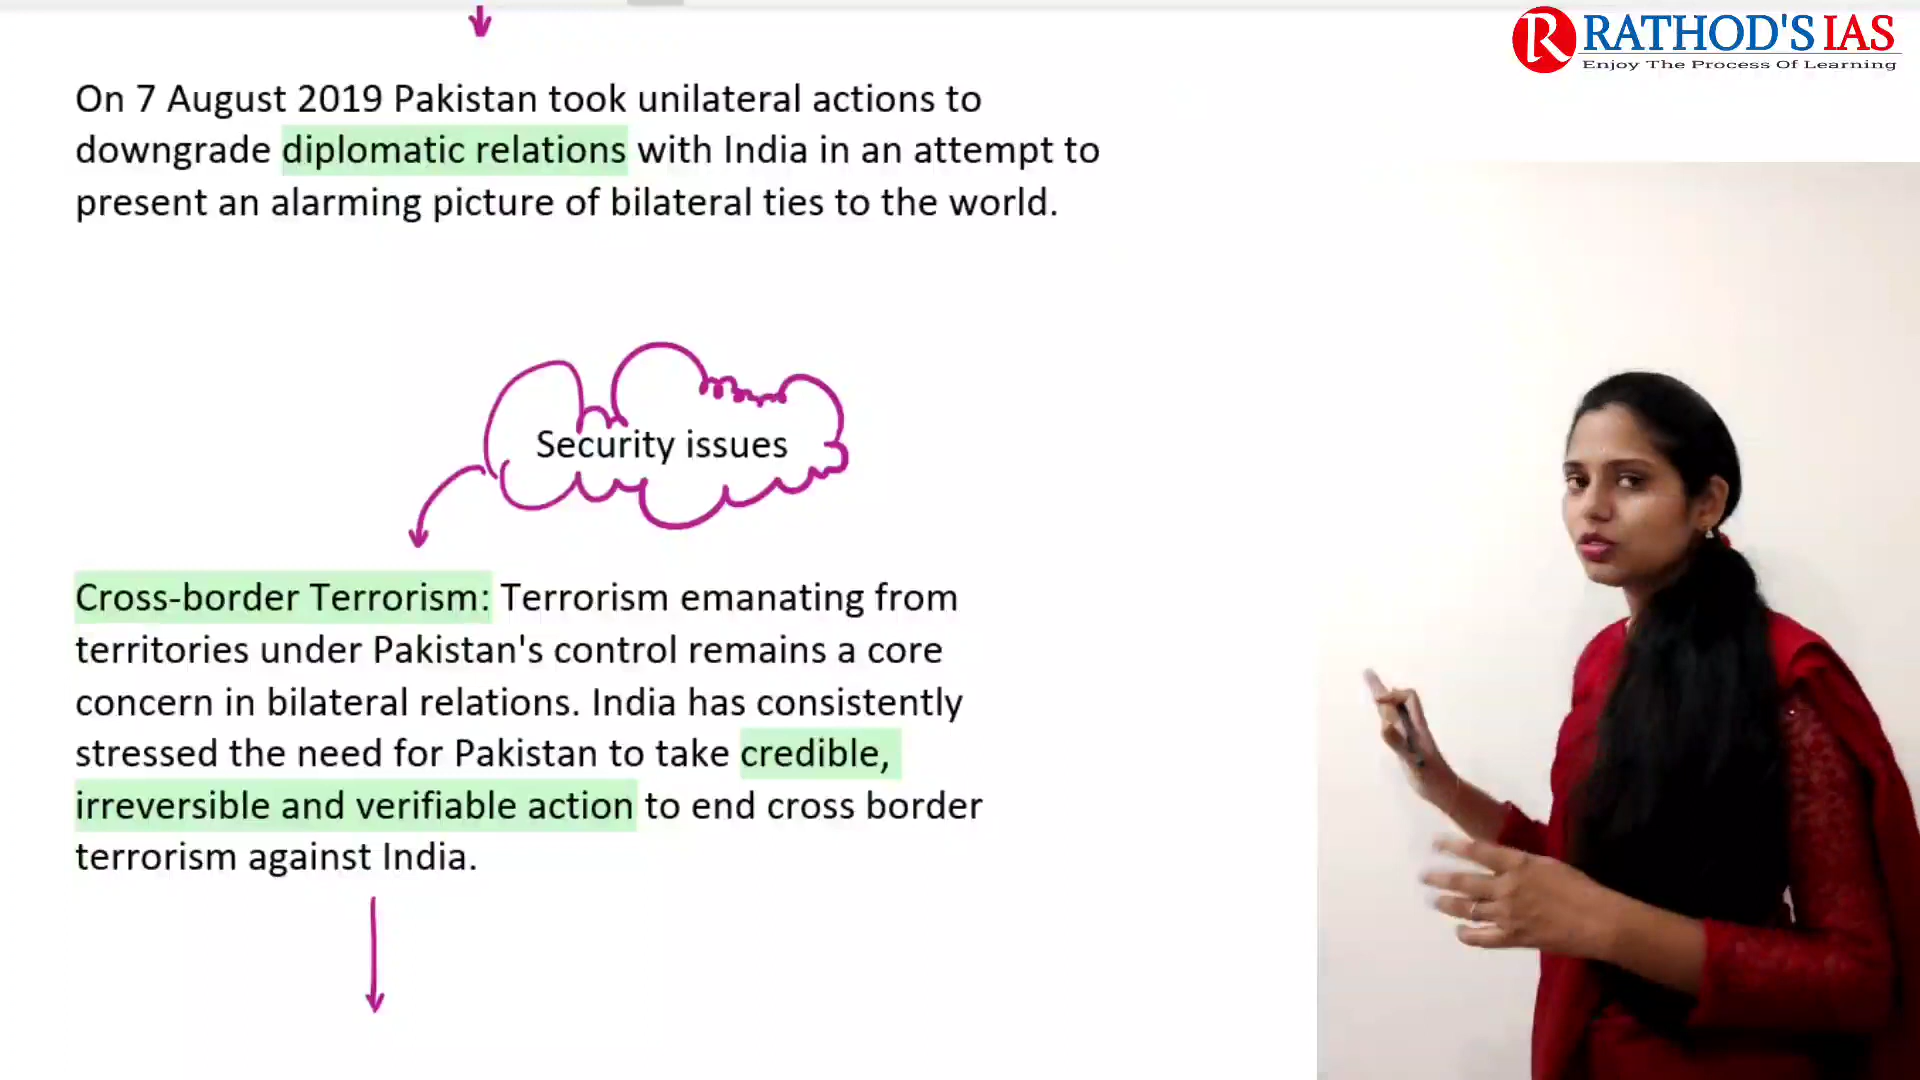 RATHOD'S IAS
Enjoy The Process Of Learning
On 7 August 2019 Pakistan took unilateral actions to
downgrade diplomatic relations with India in an attempt to
present an alarming picture of bilateral ties to the world.
Security issues
Cross-border Terrorism: Terrorism emanating from
territories under Pakistan's control remains a core
concern in bilateral relations. India has consistently
stressed the need for Pakistan to take credible,
irreversible and verifiable action to end cross border
terrorism against India.